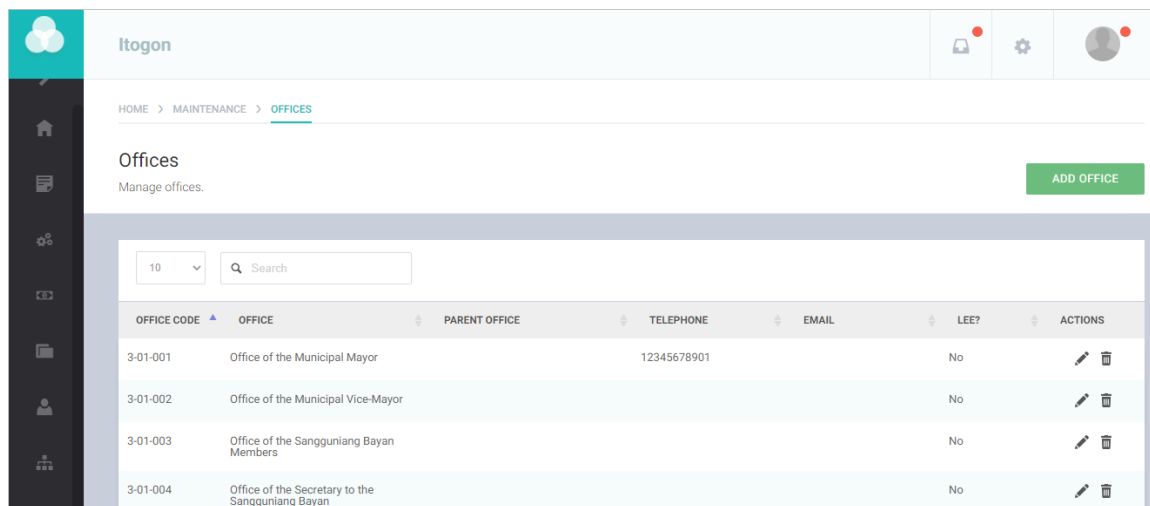 Itogon
HOME > MAINTENANCE > OFFICES
Offices
Manage offices.
ADD OFFICE
10 Search
OFFICE CODE OFFICE PARENT OFFICE TELEPHONE EMAIL LEE? ACTIONS
3-01-001 Office of the Municipal Mayor 12345678901 No
3-01-002 Office of the Municipal Vice-Mayor No
3-01-003 Office of the Sangguniang Bayan No
Members
3-01-004 Office of the Secretary to the No
Sangguniang Bayan